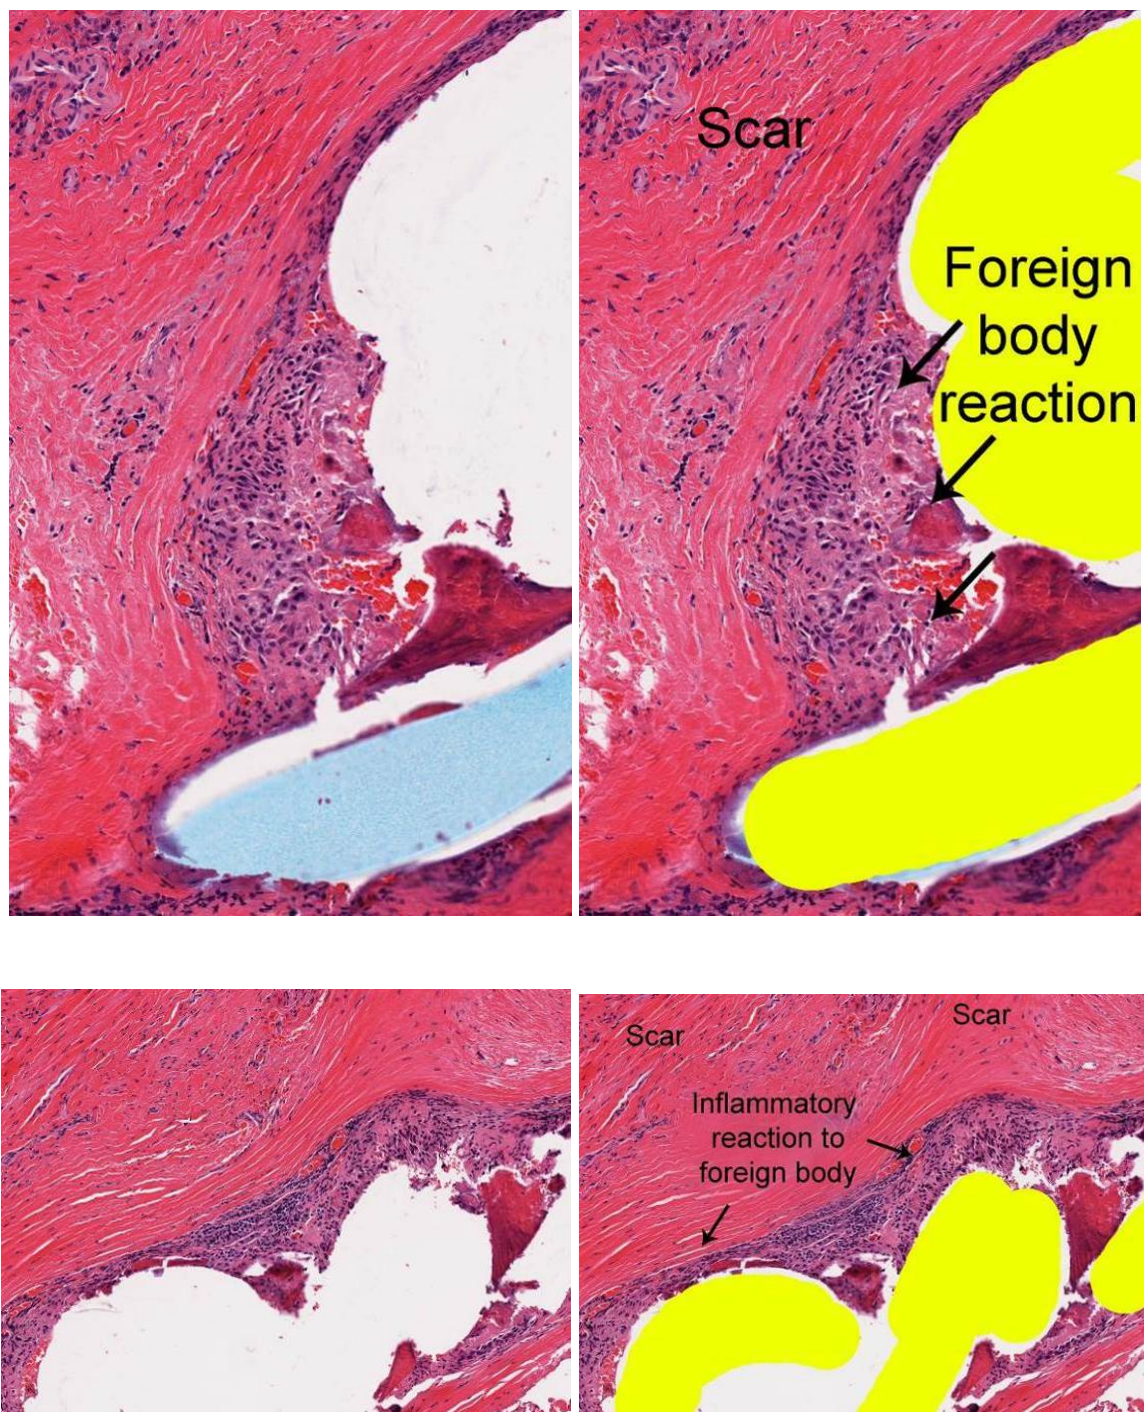 Scar
Foreign
body
reaction
Scar
Scar
Inflammatory
reaction to
foreign body